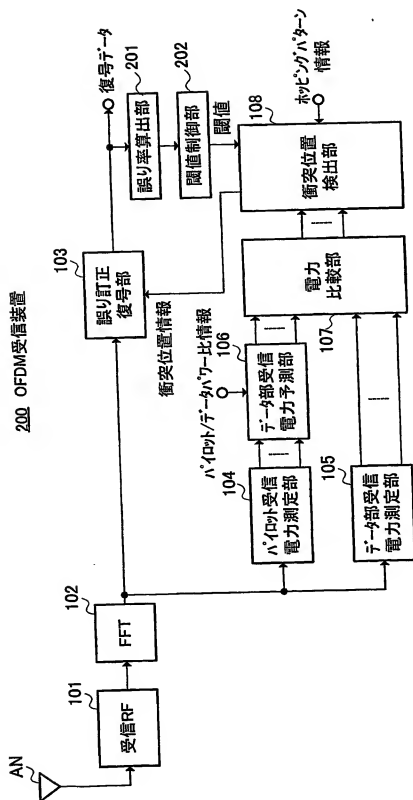 200 OFDM受信装置
AN
101
受信RF
102
FFT
103
誤り訂正
復号部
復号データ
201
誤り率算出部
202
閾値制御部
閾値
衝突位置情報
パイロット/データパワー比情報
104
パイロット受信
電力測定部
106
データ部受信
電力予測部
105
データ部受信
電力測定部
電力
比較部
107
108
衝突位置
検出部
ホッピングパターン
情報